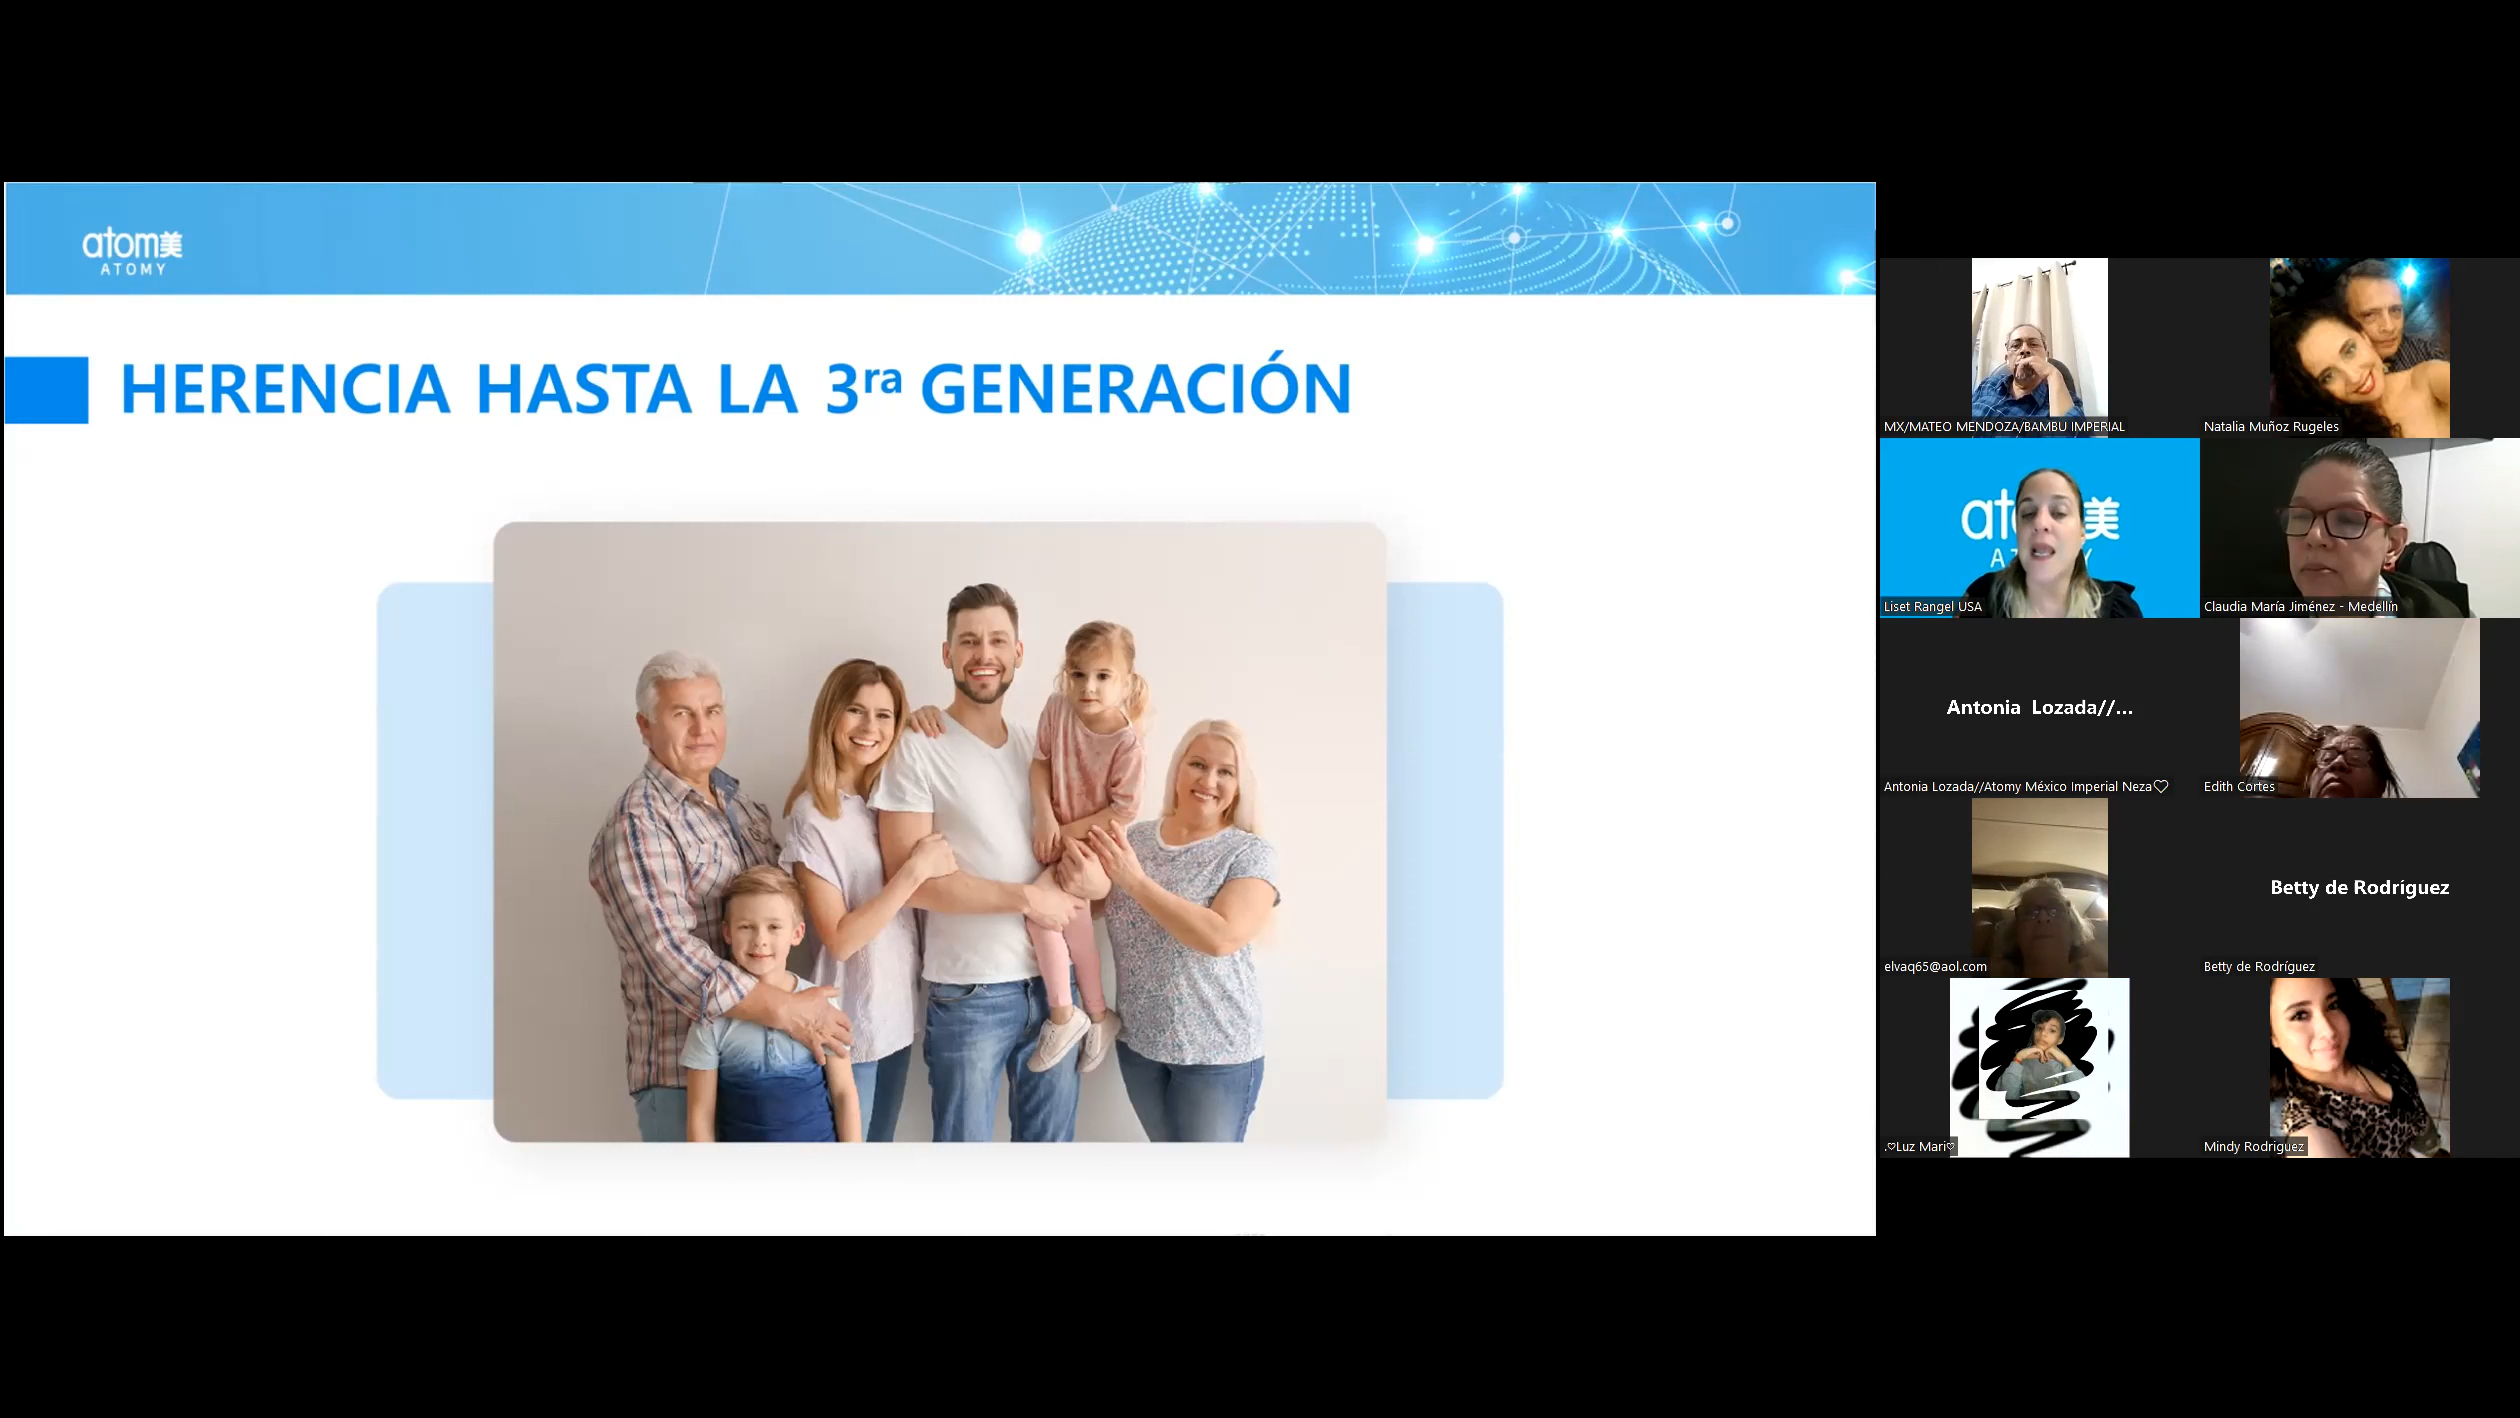 atom美
ATOMY
HERENCIA HASTA LA 3ra GENERACIÓN
MX/MATEO MENDOZA/BAMBU IMPERIAL
Natalia Muñoz Rugeles
at 美
A Y
Liset Rangel USA
Claudia María Jiménez - Medellín
Antonia Lozada//...
Antonia Lozada//Atomy México Imperial Neza♡
Edith Cortes
elvaq65@aol.com
Betty de Rodríguez
Betty de Rodríguez
.♡Luz Mari♡
Mindy Rodriguez